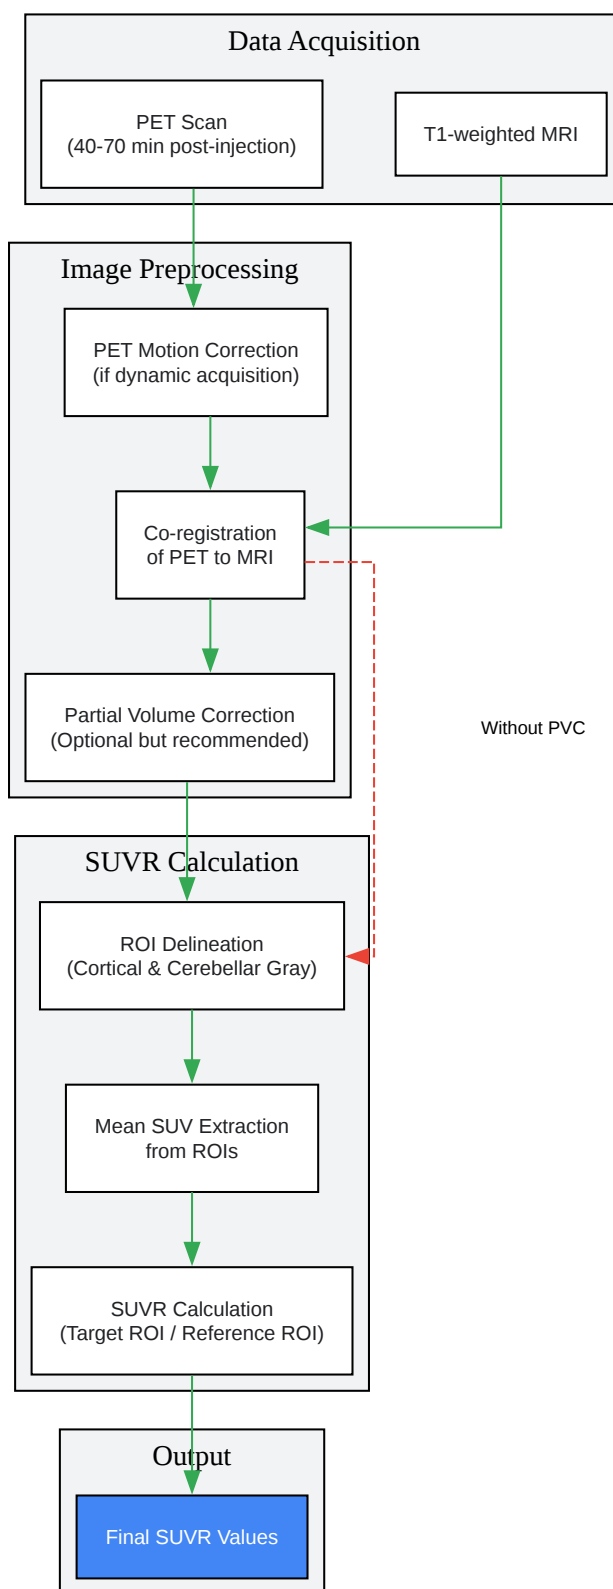 Data Acquisition
PET Scan
(40-70 min post-injection)
T1-weighted MRI
Image Preprocessing
PET Motion Correction
(if dynamic acquisition)
Co-registration
of PET to MRI
Partial Volume Correction
(Optional but recommended)
Without PVC
SUVR Calculation
ROI Delineation
(Cortical & Cerebellar Gray)
Mean SUV Extraction
from ROIs
SUVR Calculation
(Target ROI / Reference ROI)
Output
Final SUVR Values